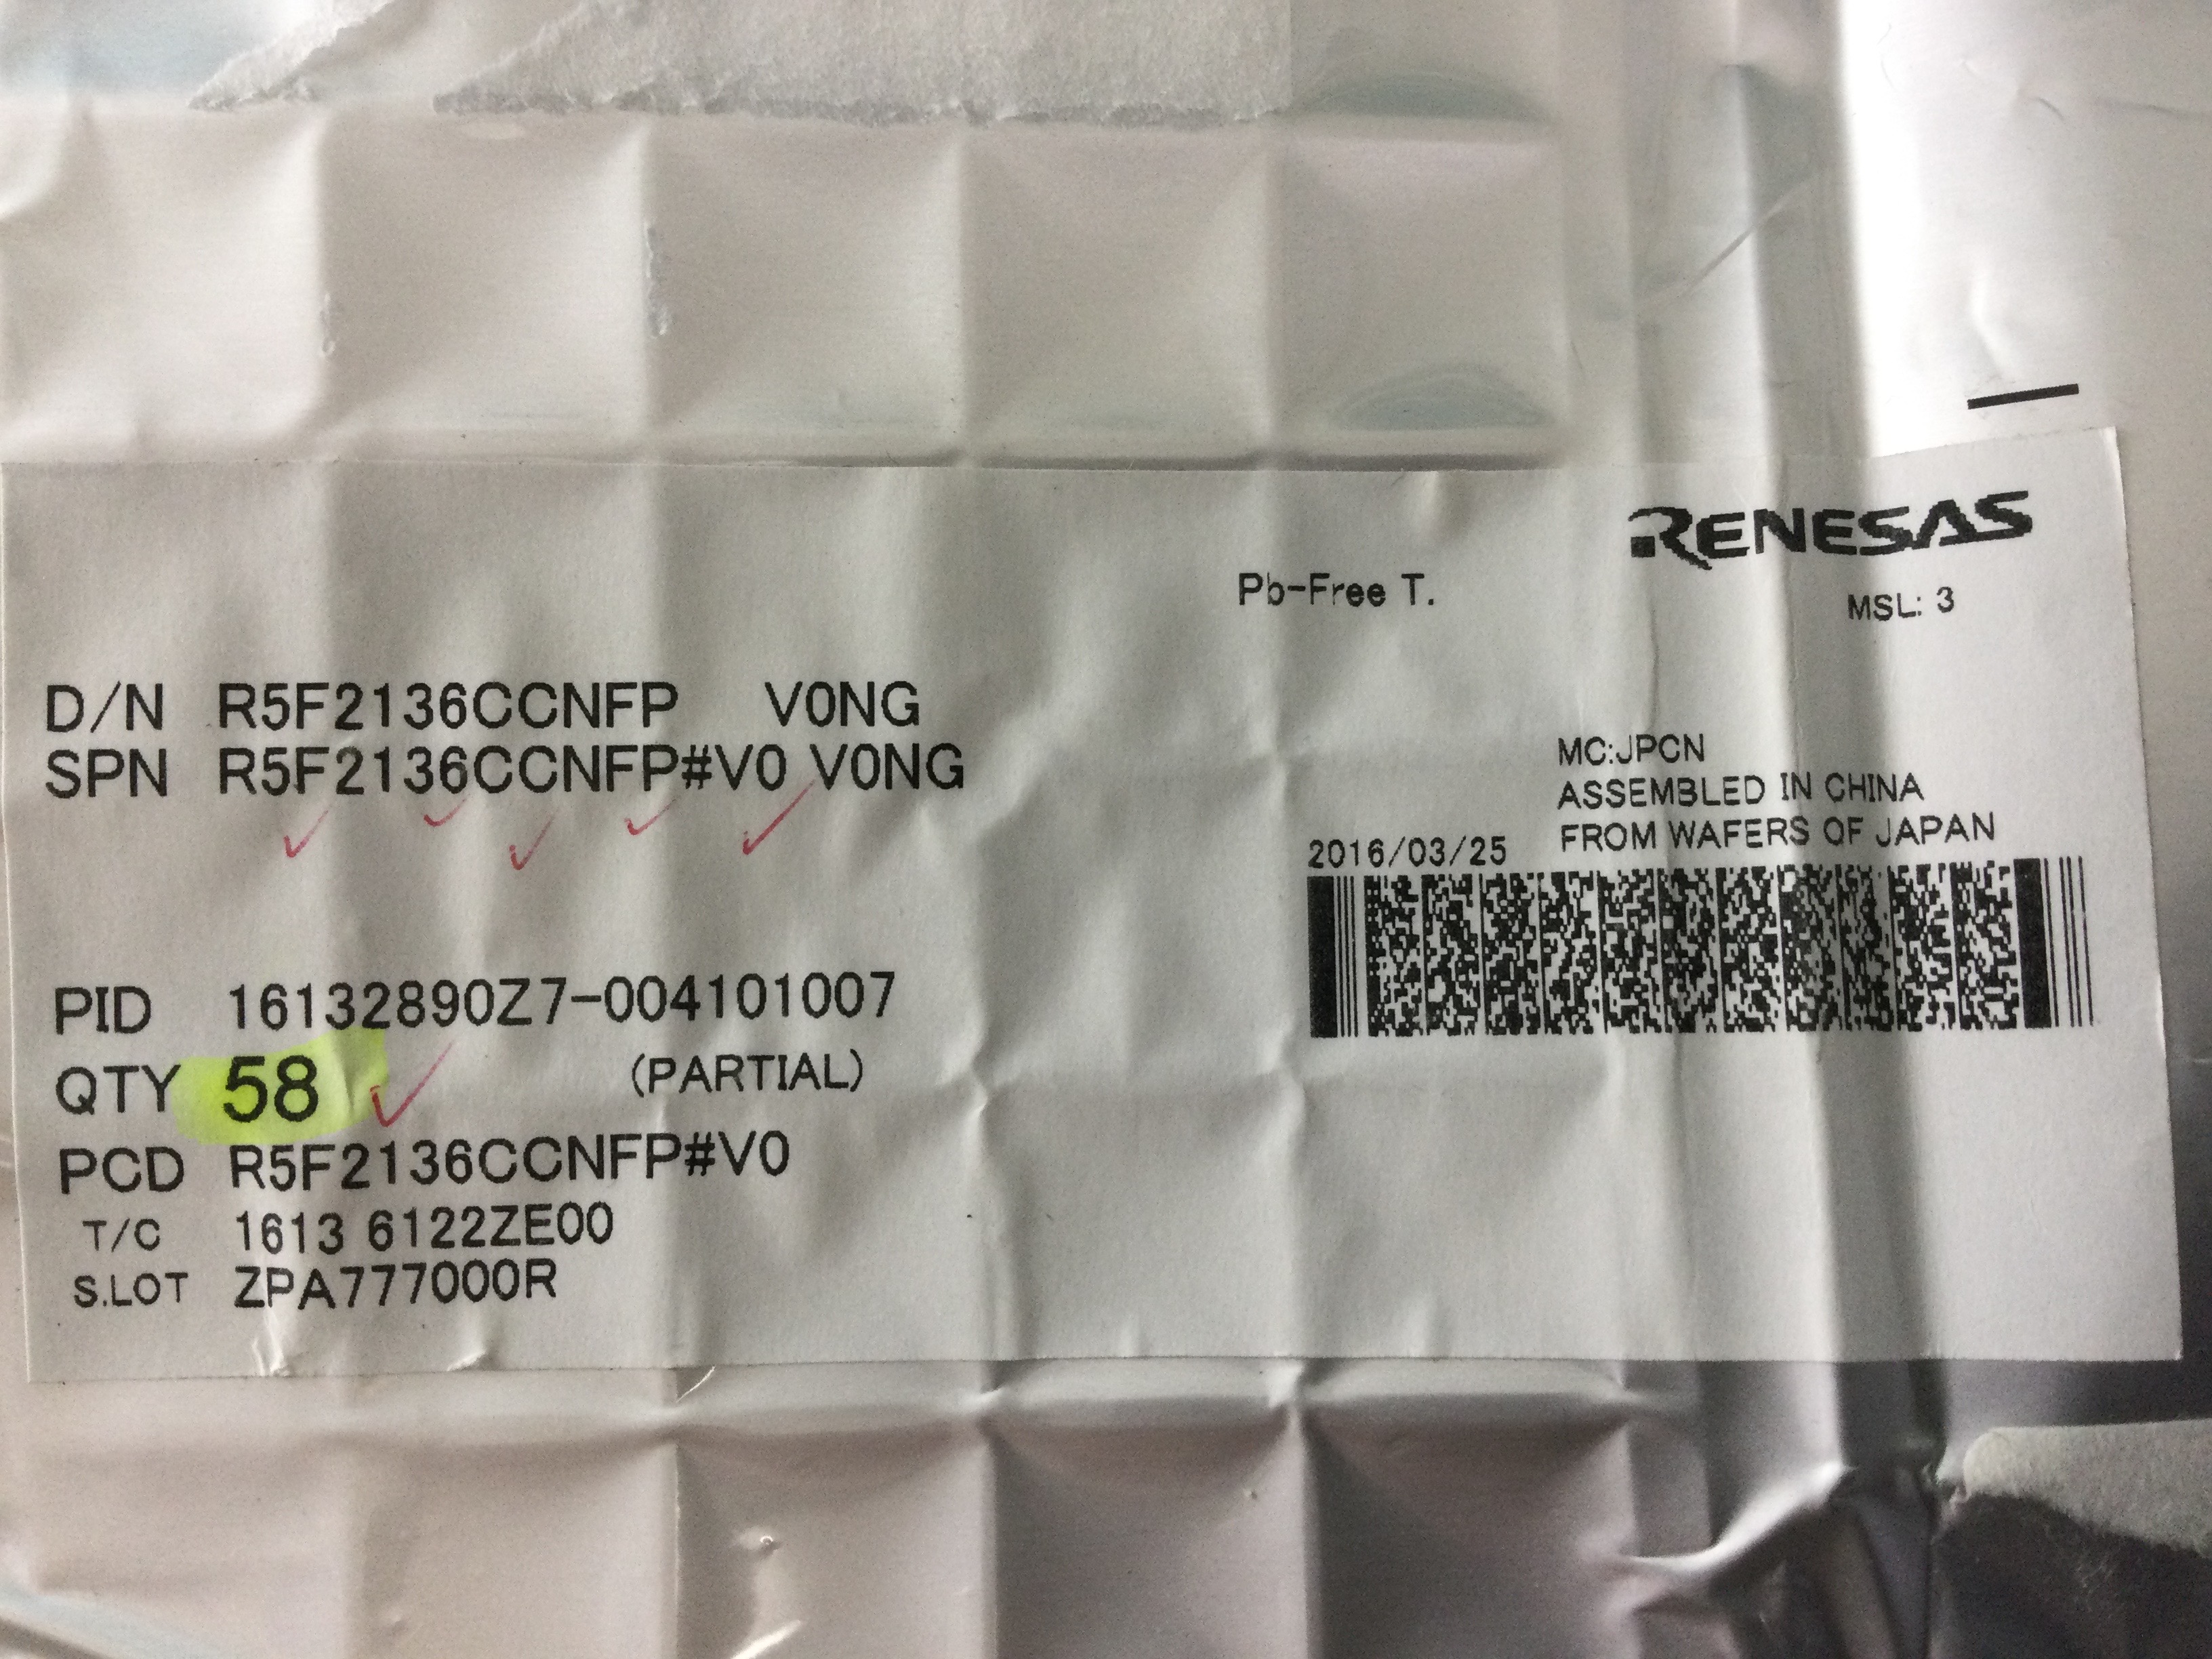 RENESAS
Pb-Free T.
MSL: 3
D/N R5F2136CCNFP V0NG
SPN R5F2136CCNFP#V0 V0NG
MC:JPCN
ASSEMBLED IN CHINA
FROM WAFERS OF JAPAN
2016/03/25
PID 16132890Z7-004101007
QTY 58 (PARTIAL)
PCD R5F2136CCNFP#V0
T/C 1613 6122ZE00
S.LOT ZPA777000R